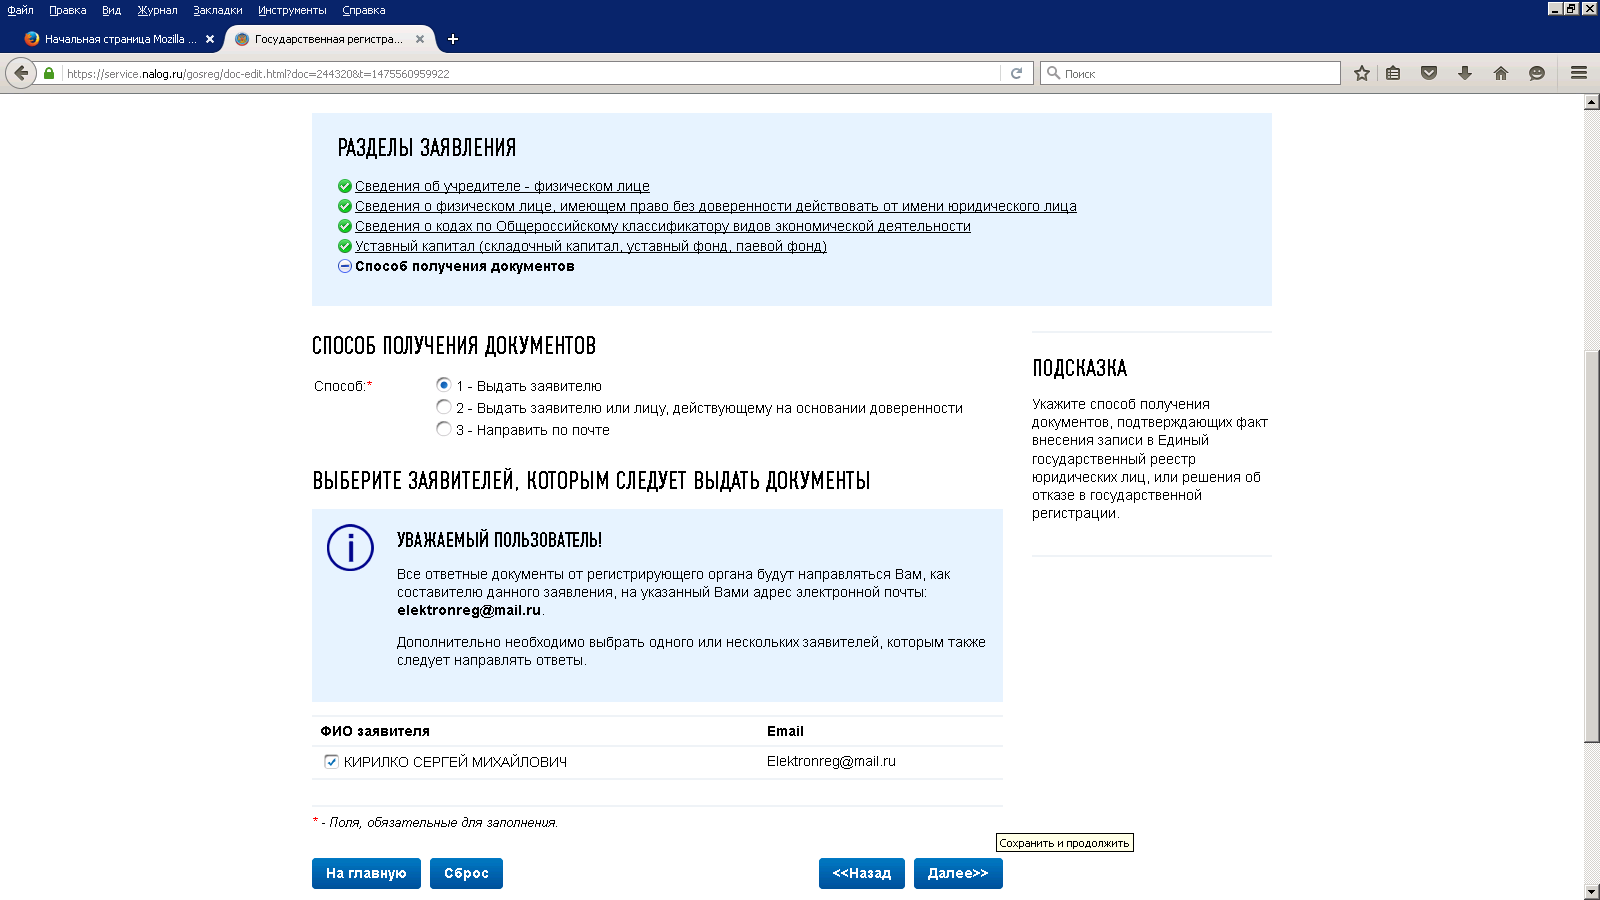 Файл Правка Вид Журнал Закладки Инструменты Справка
Начальная страница Mozilla ... Государственная регистра...
https://service.nalog.ru/gosreg/doc-edit.html?doc=244320&t=1475560959922 Поиск
РАЗДЕЛЫ ЗАЯВЛЕНИЯ
Сведения об учредителе - физическом лице
Сведения о физическом лице, имеющем право без доверенности действовать от имени юридического лица
Сведения о кодах по Общероссийскому классификатору видов экономической деятельности
Уставный капитал (складочный капитал, уставный фонд, паевой фонд)
Способ получения документов
СПОСОБ ПОЛУЧЕНИЯ ДОКУМЕНТОВ
Способ:*
1 - Выдать заявителю
2 - Выдать заявителю или лицу, действующему на основании доверенности
3 - Направить по почте
ПОДСКАЗКА
Укажите способ получения
документов, подтверждающих факт
внесения записи в Единый
государственный реестр
юридических лиц, или решения об
отказе в государственной
регистрации.
ВЫБЕРИТЕ ЗАЯВИТЕЛЕЙ, КОТОРЫМ СЛЕДУЕТ ВЫДАТЬ ДОКУМЕНТЫ
УВАЖАЕМЫЙ ПОЛЬЗОВАТЕЛЬ!
Все ответные документы от регистрирующего органа будут направляться Вам, как
составителю данного заявления, на указанный Вами адрес электронной почты:
elektronreg@mail.ru.
Дополнительно необходимо выбрать одного или нескольких заявителей, которым также
следует направлять ответы.
ФИО заявителя Email
КИРИЛКО СЕРГЕЙ МИХАЙЛОВИЧ Elektronreg@mail.ru
* - Поля, обязательные для заполнения.
Сохранить и продолжить
На главную Сброс <<Назад Далее>>